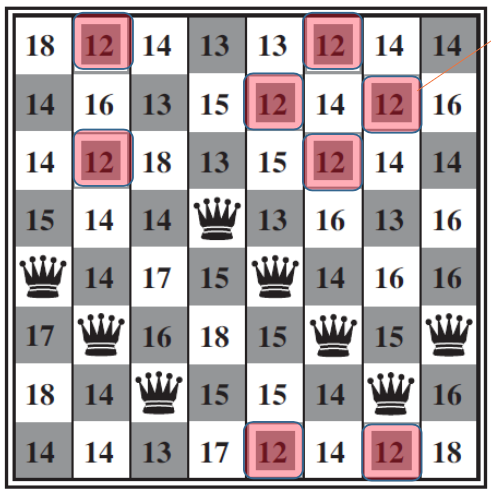 18 12 14 13 13 12 14 14
14 16 13 15 12 14 12 16
14 12 18 13 15 12 14 14
15 14 14 13 16 13 16
14 17 15 14 16 16
17 16 18 15 15
18 14 15 15 14 16
14 14 13 17 12 14 12 18